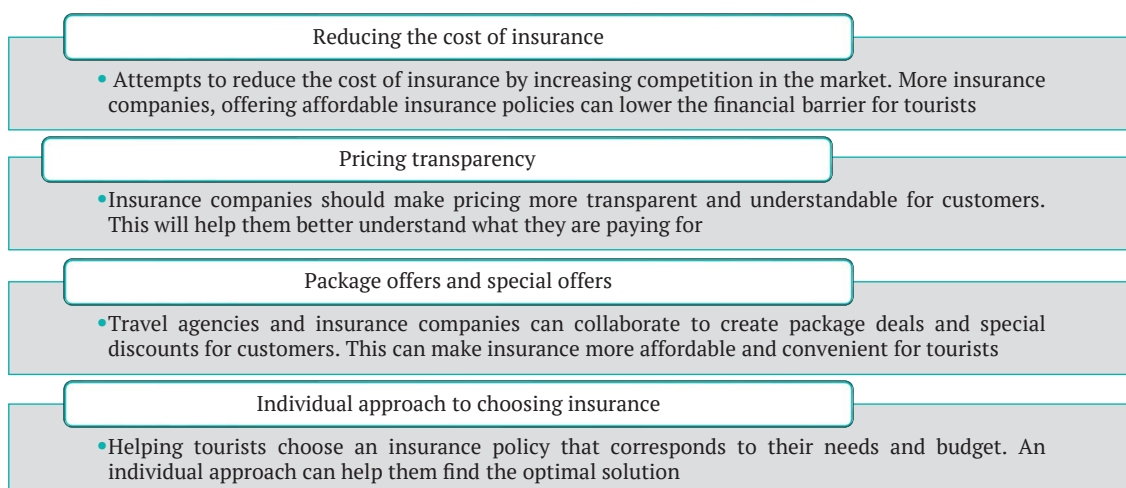 Reducing the cost of insurance
• Attempts to reduce the cost of insurance by increasing competition in the market. More insurance
companies, offering affordable insurance policies can lower the financial barrier for tourists
Pricing transparency
•Insurance companies should make pricing more transparent and understandable for customers.
This will help them better understand what they are paying for
Package offers and special offers
•Travel agencies and insurance companies can collaborate to create package deals and special
discounts for customers. This can make insurance more affordable and convenient for tourists
Individual approach to choosing insurance
•Helping tourists choose an insurance policy that corresponds to their needs and budget. An
individual approach can help them find the optimal solution